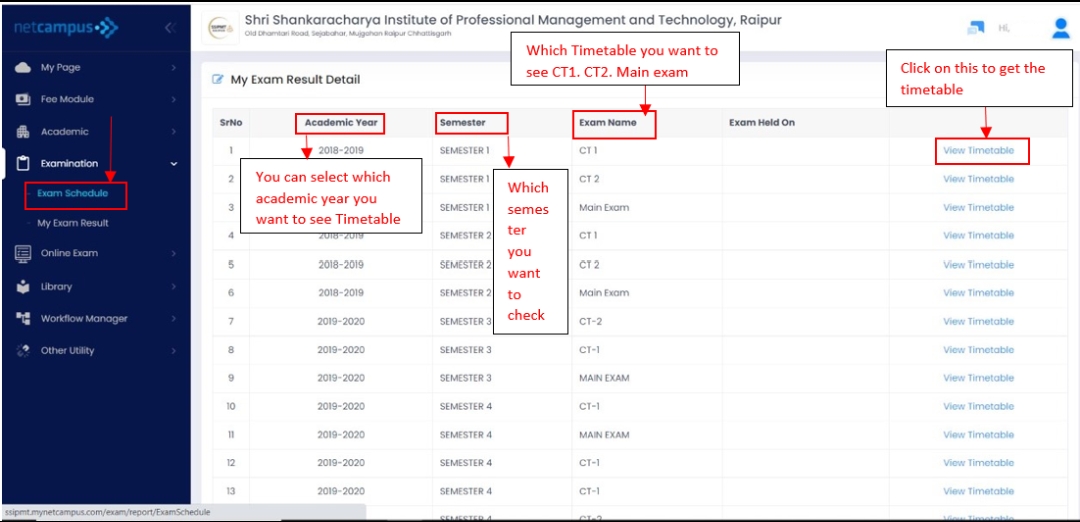 netcampus
Shri Shankaracharya Institute of Professional Management and Technology, Raipur
Old Dhamtari Road, Sejabahar, Mujgahan Raipur Chhattisgarh
Hi,
My Page
Fee Module
Academic
Examination
Exam Schedule
My Exam Result
Online Exam
Library
Workflow Manager
Other Utility
My Exam Result Detail
Which Timetable you want to
see CT1. CT2. Main exam
Click on this to get the
timetable
SrNo Academic Year Semester Exam Name Exam Held On
1 2018-2019 SEMESTER 1 CT 1 View Timetable
2 SEMESTER 1 CT 2 View Timetable
3 SEMESTER 1 Main Exam View Timetable
4 2018-2019 SEMESTER 2 CT 1 View Timetable
5 2018-2019 SEMESTER 2 CT 2 View Timetable
6 2018-2019 SEMESTER 2 Main Exam View Timetable
7 2019-2020 SEMESTER 3 CT-2 View Timetable
8 2019-2020 SEMESTER 3 CT-1 View Timetable
9 2019-2020 SEMESTER 3 MAIN EXAM View Timetable
10 2019-2020 SEMESTER 4 CT-1 View Timetable
11 2019-2020 SEMESTER 4 MAIN EXAM View Timetable
12 2019-2020 SEMESTER 4 CT-1 View Timetable
13 2019-2020 SEMESTER 4 CT-1 View Timetable
SEMESTER 4 CT-2 View Timetable
You can select which
academic year you
want to see Timetable
Which
semes
ter
you
want
to
check
ssipmt.mynetcampus.com/exam/report/ExamSchedule